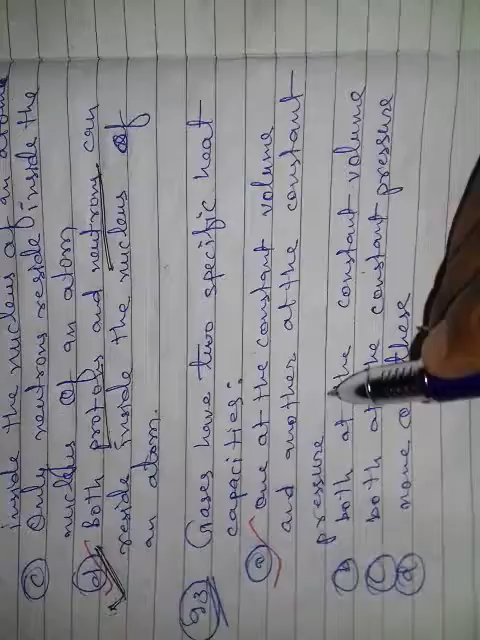 inside the nucleus of an atom
c) Only neutrons reside inside the
nucleus of an atom
d) both protons and neutrons can
reside inside the nucleus of
an atom.
93 Gases have two specific heat
capacities:
a) one at the constant volume
and another at the constant
pressure
b) both at the constant volume
c) both at the constant pressure
d) none of these